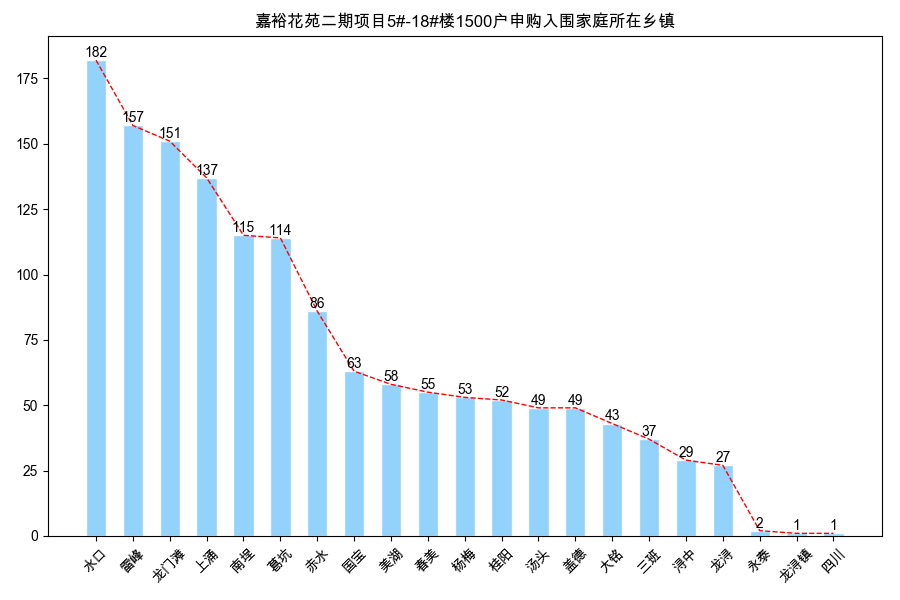 嘉裕花苑二期项目5#-18#楼1500户申购入围家庭所在乡镇
175
150
125
100
75
50
25
0
182
157
151
137
115
114
86
63
58
55
53
52
49
49
43
37
29
27
2
1
1
水口
雷峰
龙门滩
上涌
南埕
葛坑
赤水
国宝
美湖
春美
杨梅
桂阳
汤头
盖德
大铭
三班
浔中
龙浔
永泰
龙浔镇
四川